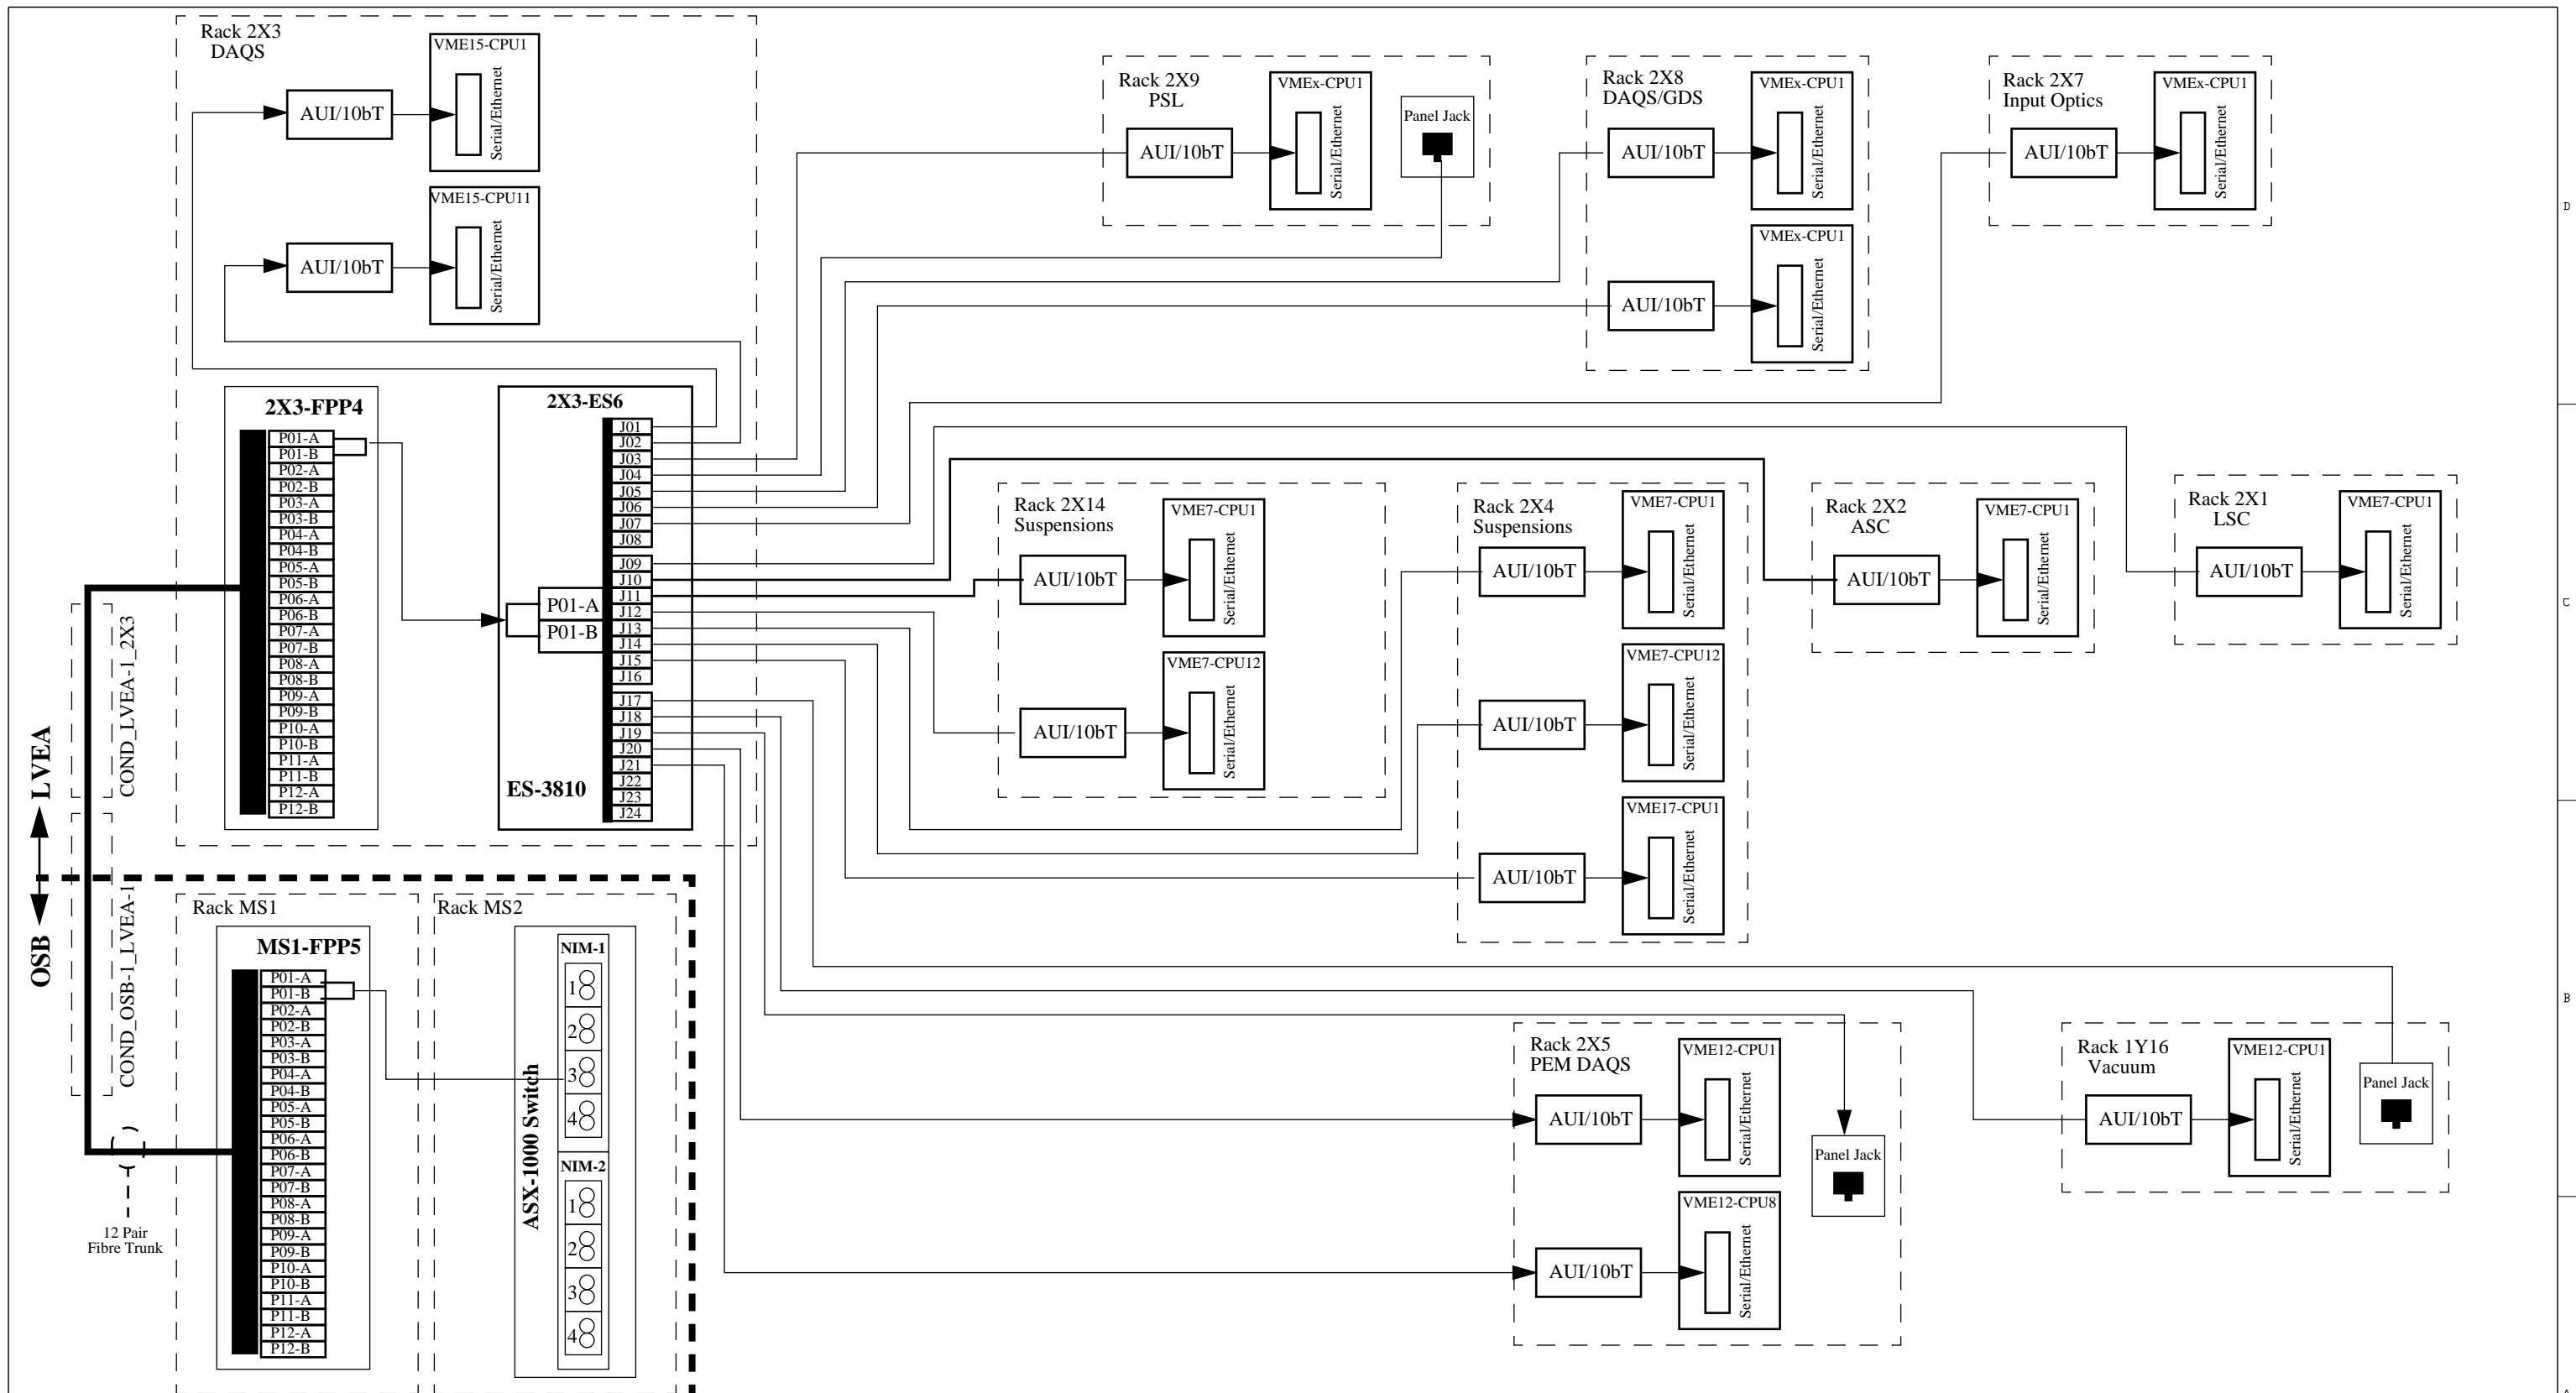 Rack 2X3
DAQS
VME15-CPU1
AUI/10bT
Serial/Ethernet
VME15-CPU11
AUI/10bT
Serial/Ethernet
Rack 2X9
PSL
VMEx-CPU1
AUI/10bT
Serial/Ethernet
Panel Jack
Rack 2X8
DAQS/GDS
VMEx-CPU1
AUI/10bT
Serial/Ethernet
VMEx-CPU1
AUI/10bT
Serial/Ethernet
Rack 2X7
Input Optics
VMEx-CPU1
AUI/10bT
Serial/Ethernet
D
2X3-FPP4
P01-A
P01-B
P02-A
P02-B
P03-A
P03-B
P04-A
P04-B
P05-A
P05-B
P06-A
P06-B
P07-A
P07-B
P08-A
P08-B
P09-A
P09-B
P10-A
P10-B
P11-A
P11-B
P12-A
P12-B
2X3-ES6
J01
J02
J03
J04
J05
J06
J07
J08
J09
J10
J11
J12
J13
J14
J15
J16
J17
J18
J19
J20
J21
J22
J23
J24
P01-A
P01-B
ES-3810
Rack 2X14
Suspensions
VME7-CPU1
AUI/10bT
Serial/Ethernet
VME7-CPU12
AUI/10bT
Serial/Ethernet
Rack 2X4
Suspensions
VME7-CPU1
AUI/10bT
Serial/Ethernet
VME7-CPU12
AUI/10bT
Serial/Ethernet
VME17-CPU1
AUI/10bT
Serial/Ethernet
Rack 2X2
ASC
VME7-CPU1
AUI/10bT
Serial/Ethernet
Rack 2X1
LSC
VME7-CPU1
AUI/10bT
Serial/Ethernet
C
COND_LVEA-1_2X3
LVEA
OSB
COND_OSB-1_LVEA-1
12 Pair
Fibre Trunk
Rack MS1
MS1-FPP5
P01-A
P01-B
P02-A
P02-B
P03-A
P03-B
P04-A
P04-B
P05-A
P05-B
P06-A
P06-B
P07-A
P07-B
P08-A
P08-B
P09-A
P09-B
P10-A
P10-B
P11-A
P11-B
P12-A
P12-B
Rack MS2
ASX-1000 Switch
NIM-1
1
2
3
4
NIM-2
1
2
3
4
Rack 2X5
PEM DAQS
VME12-CPU1
AUI/10bT
Serial/Ethernet
Panel Jack
VME12-CPU8
AUI/10bT
Serial/Ethernet
Rack 1Y16
Vacuum
VME12-CPU1
AUI/10bT
Serial/Ethernet
Panel Jack
B